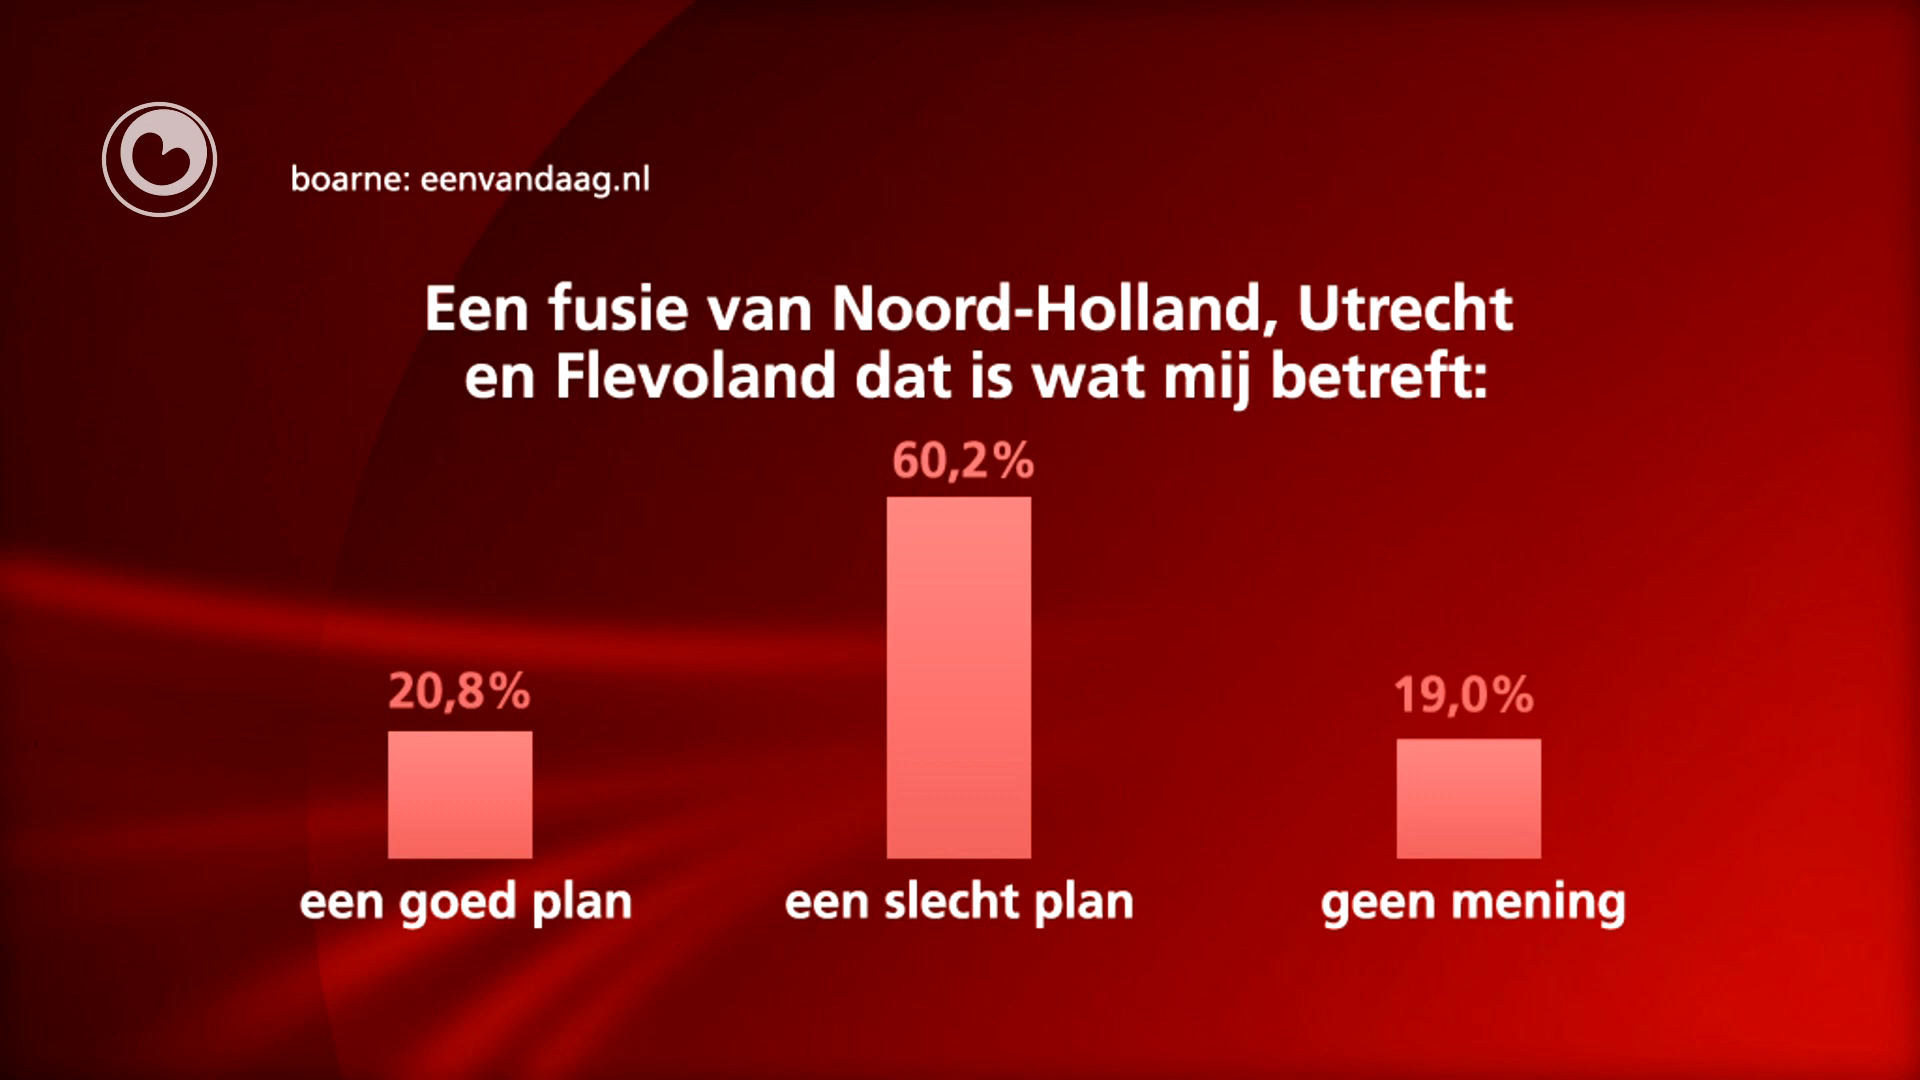 boarne: eenvandaag.nl
Een fusie van Noord-Holland, Utrecht
en Flevoland dat is wat mij betreft:
60,2%
20,8%
19,0%
een goed plan
een slecht plan
geen mening